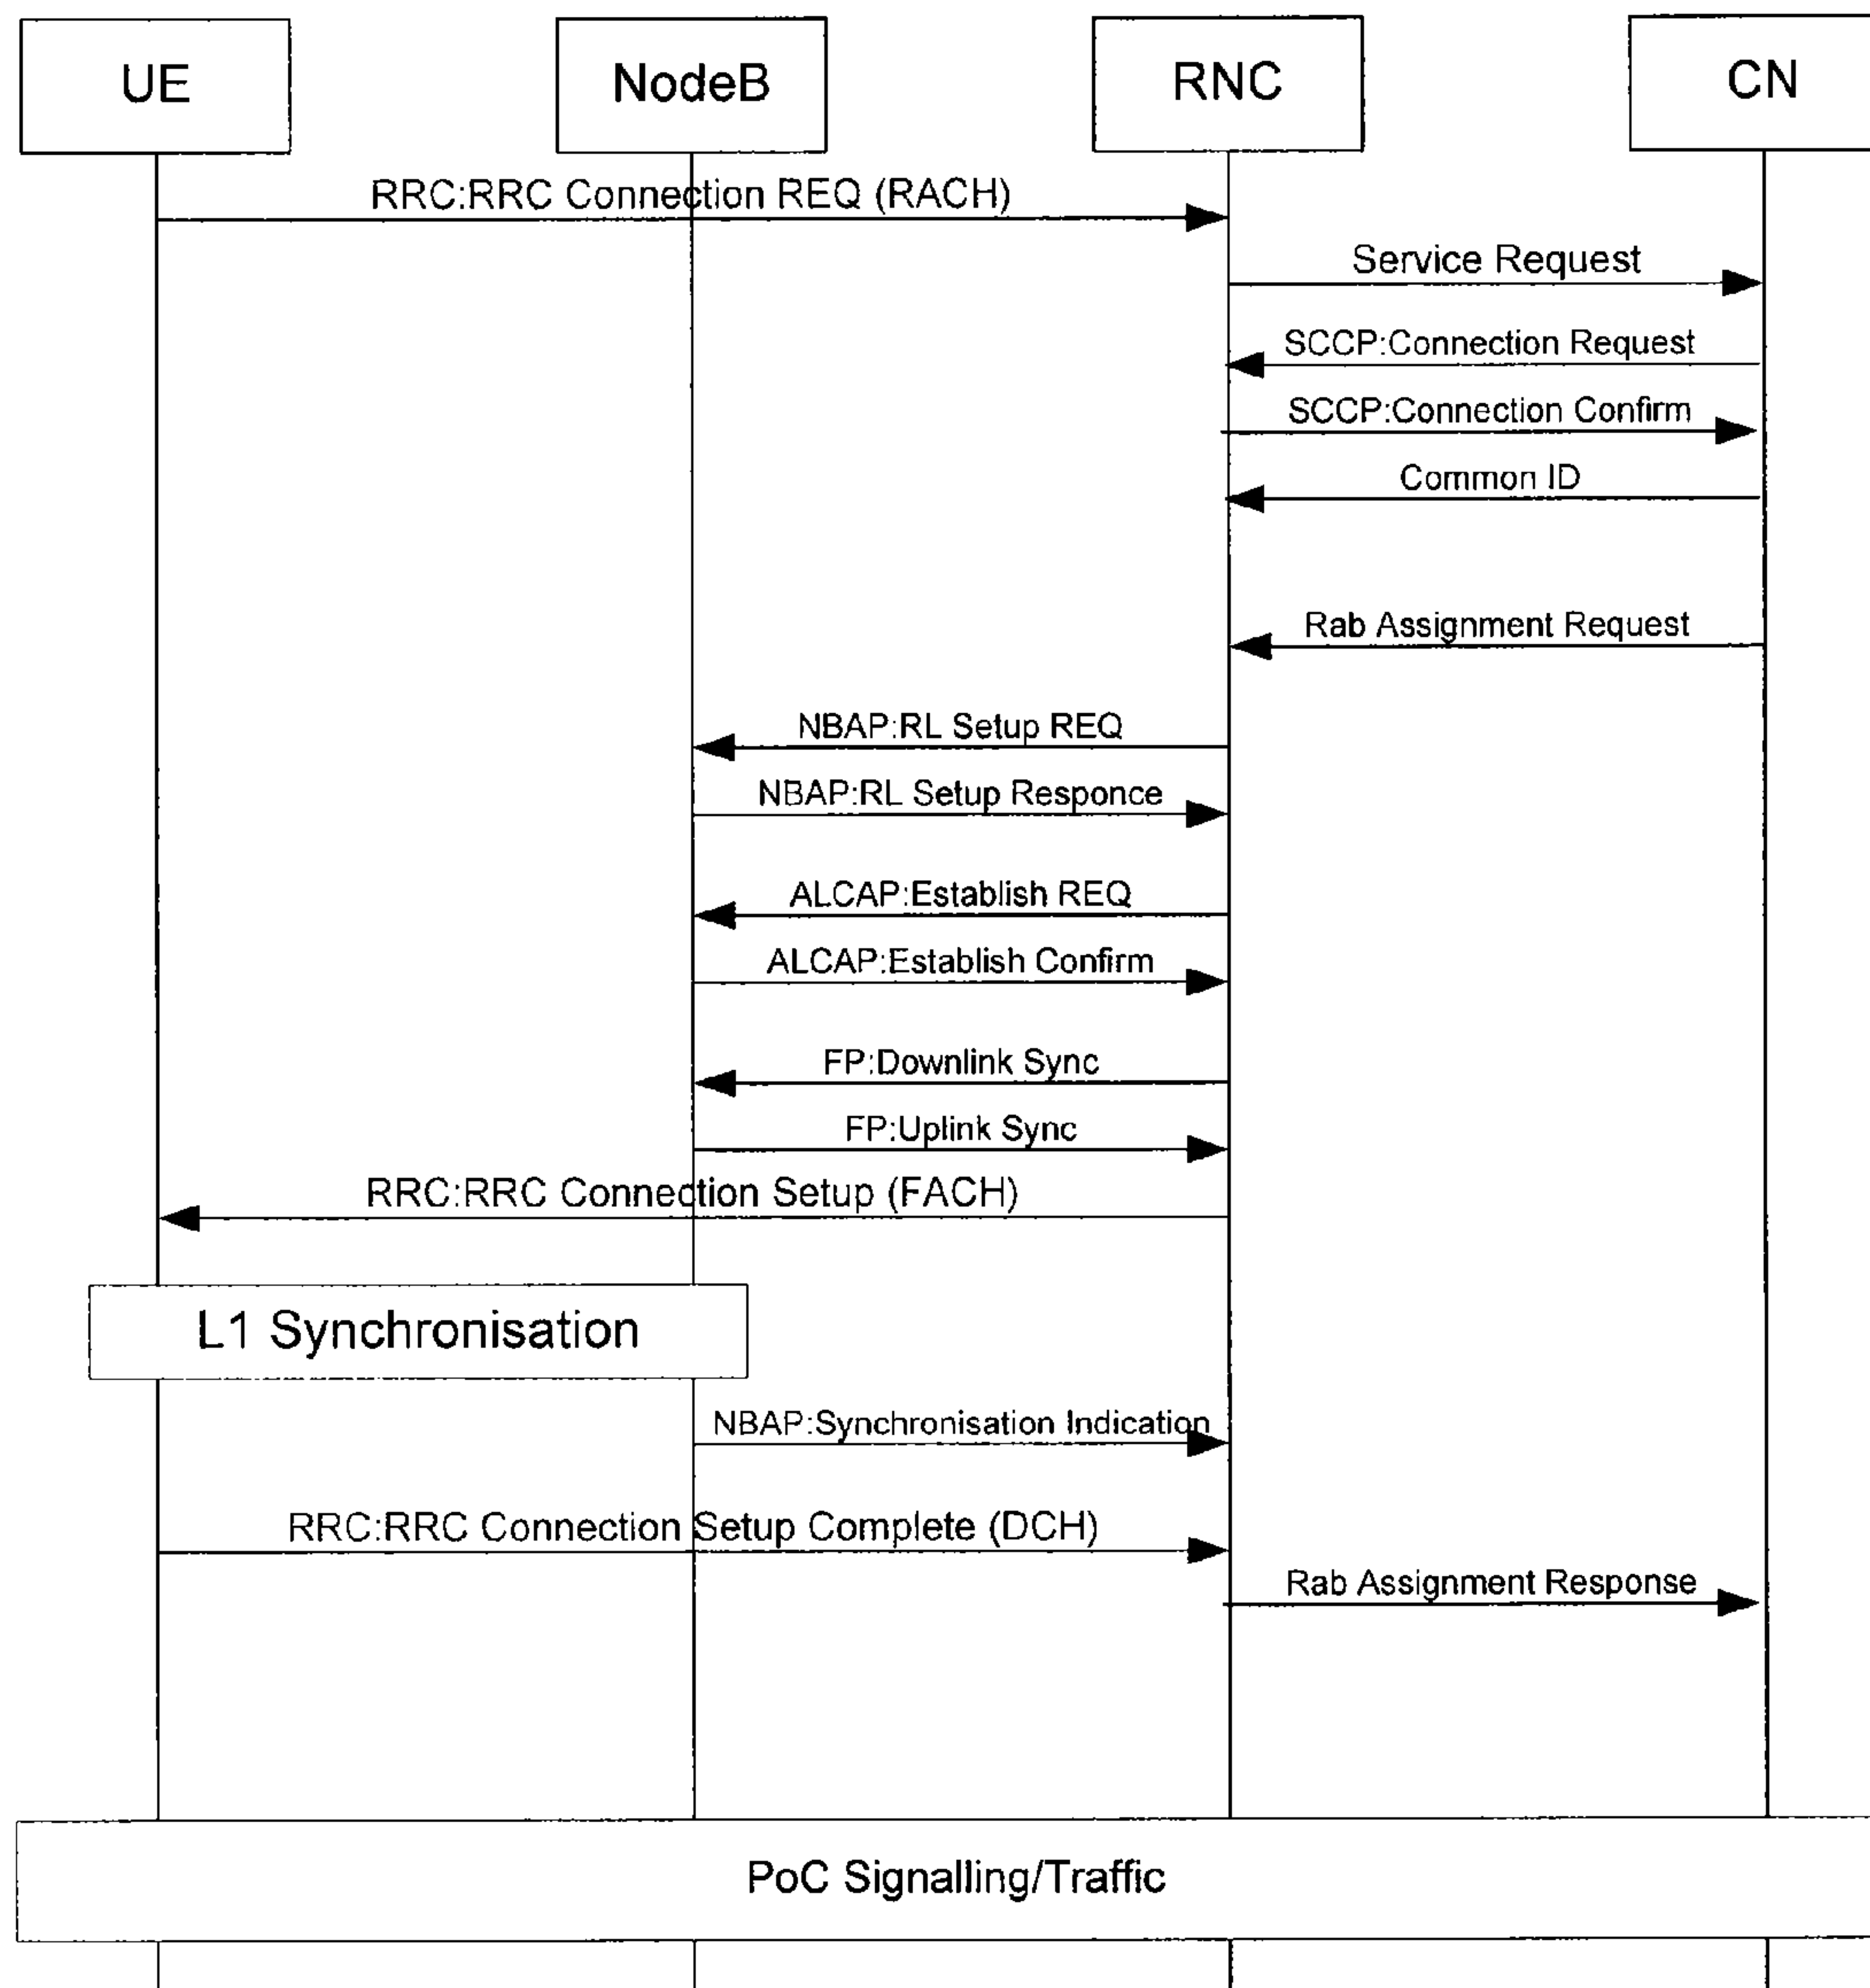 UE
NodeB
RNC
CN
RRC:RRC Connection REQ (RACH)
Service Request
SCCP:Connection Request
SCCP:Connection Confirm
Common ID
Rab Assignment Request
NBAP:RL Setup REQ
NBAP:RL Setup Responce
ALCAP:Establish REQ
ALCAP:Establish Confirm
FP:Downlink Sync
FP:Uplink Sync
RRC:RRC Connection Setup (FACH)
L1 Synchronisation
NBAP:Synchronisation Indication
RRC:RRC Connection Setup Complete (DCH)
Rab Assignment Response
PoC Signalling/Traffic